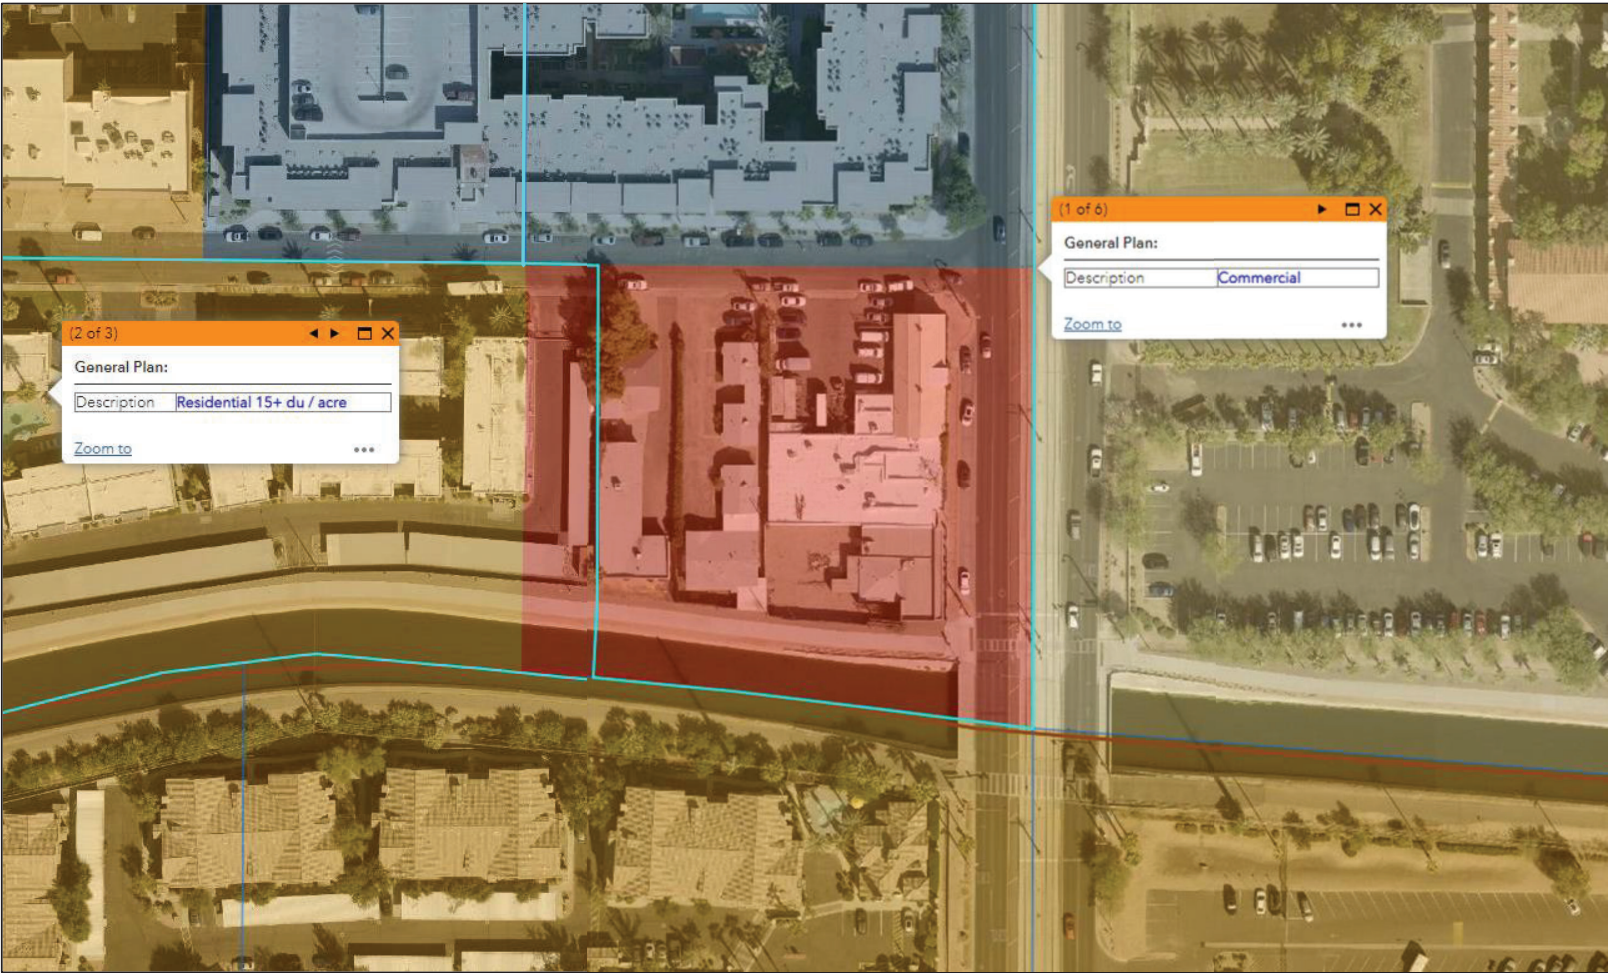 (1 of 6)
General Plan:
Description Commercial
Zoom to
(2 of 3)
General Plan:
Description Residential 15+ du / acre
Zoom to